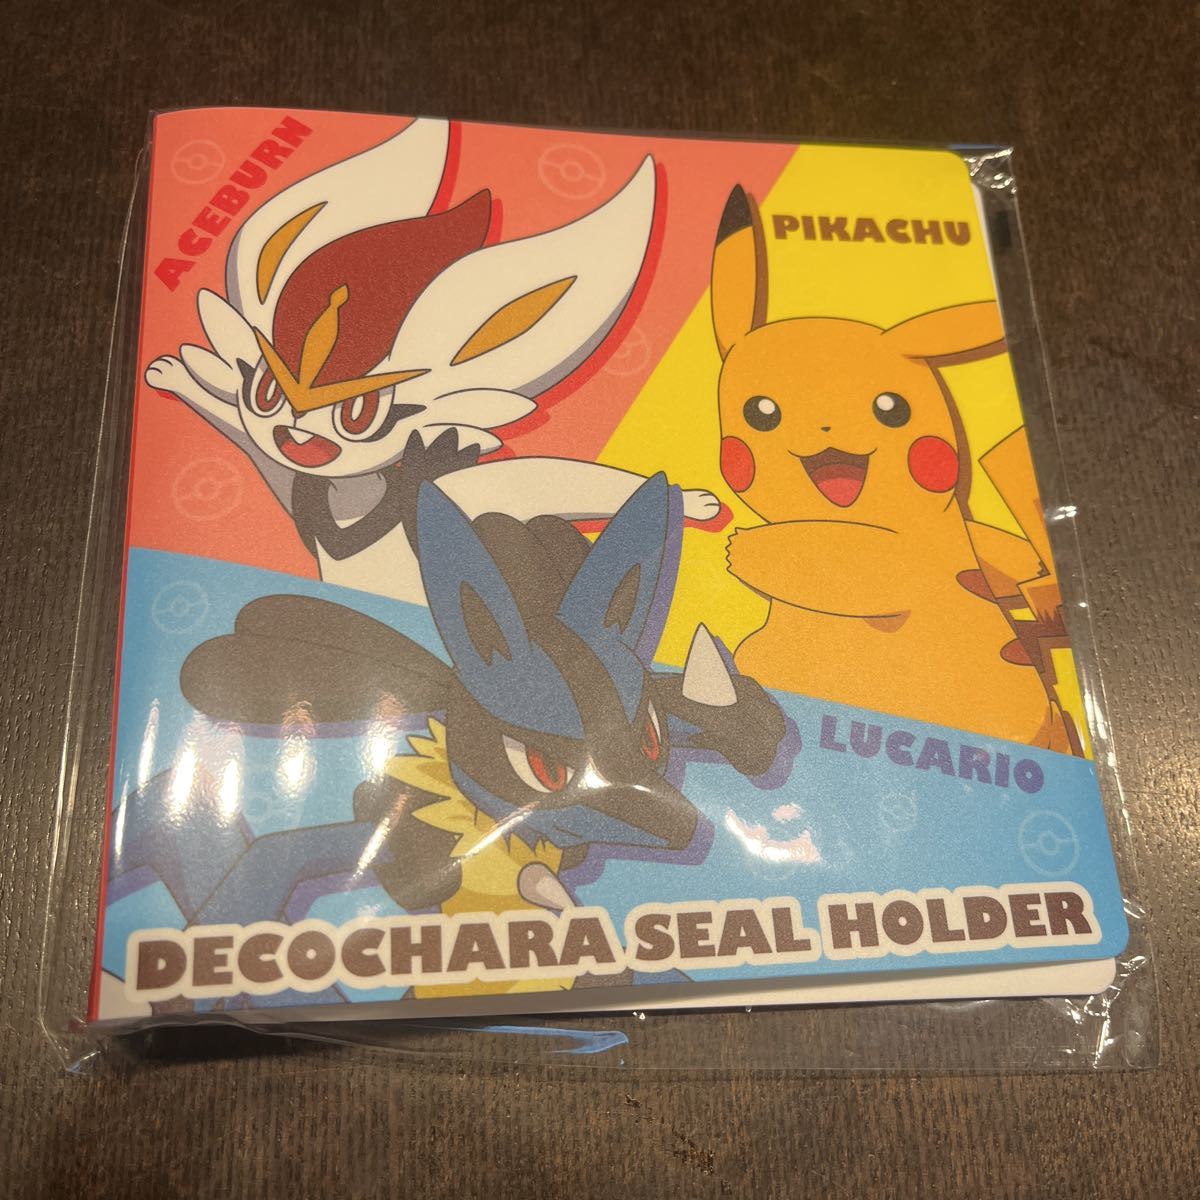 ACEBURN
PIKACHU
LUCARIO
DECOCHARA SEAL HOLDER